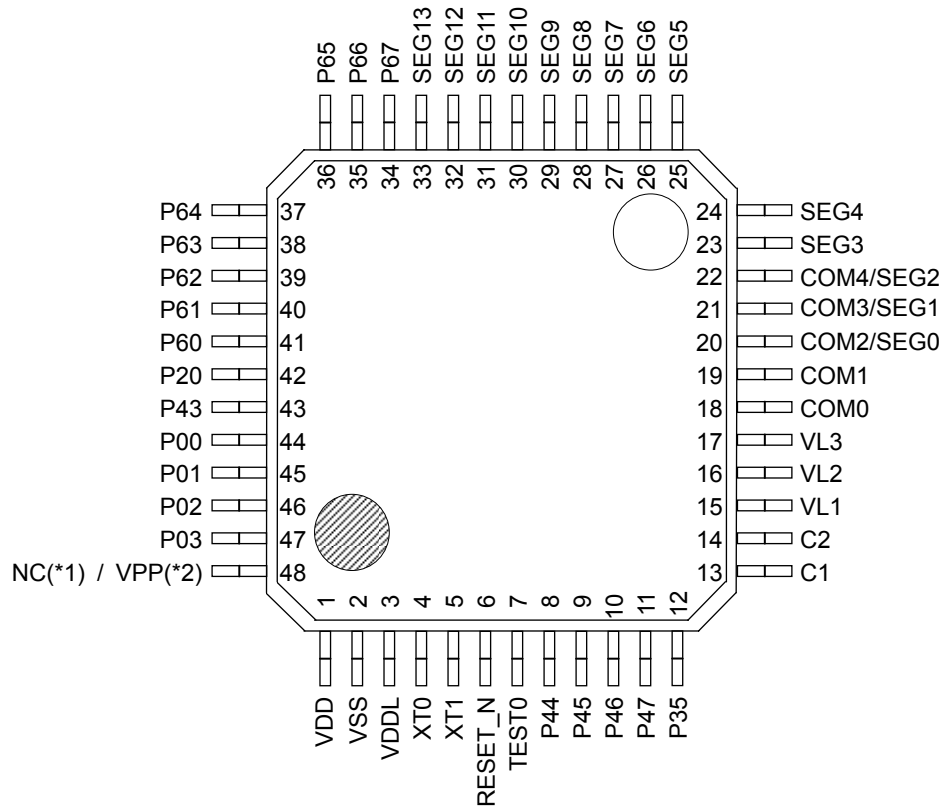 P65
P66
P67
SEG13
SEG12
SEG11
SEG10
SEG9
SEG8
SEG7
SEG6
SEG5
36
35
34
33
32
31
30
29
28
27
26
25
P64 37
P63 38
P62 39
P61 40
P60 41
P20 42
P43 43
P00 44
P01 45
P02 46
P03 47
NC(*1) / VPP(*2) 48
24 SEG4
23 SEG3
22 COM4/SEG2
21 COM3/SEG1
20 COM2/SEG0
19 COM1
18 COM0
17 VL3
16 VL2
15 VL1
14 C2
13 C1
1
2
3
4
5
6
7
8
9
10
11
12
VDD
VSS
VDDL
XT0
XT1
RESET_N
TEST0
P44
P45
P46
P47
P35